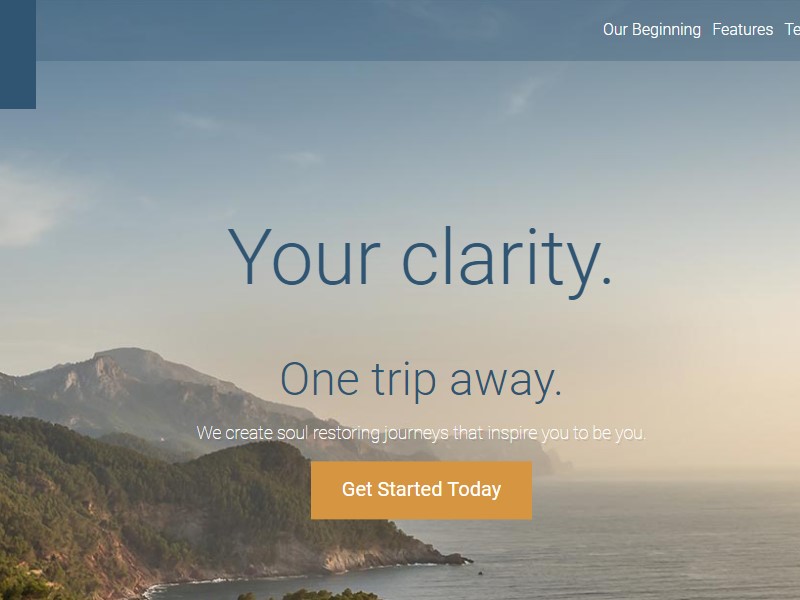 Our Beginning Features
Your clarity.
One trip away.
We create soul restoring journeys that inspire you to be you.
Get Started Today